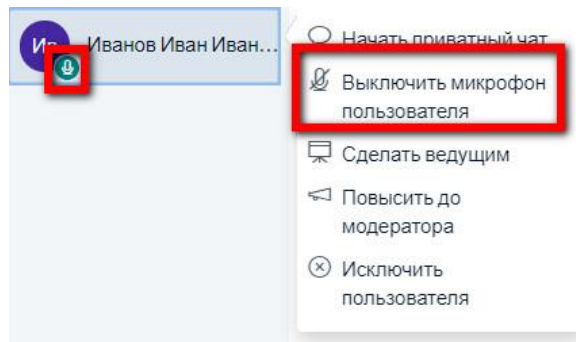 Ив
Иванов Иван Иван...
Начать приватный чат
Выключить микрофон
пользователя
Сделать ведущим
Повысить до
модератора
Исключить
пользователя